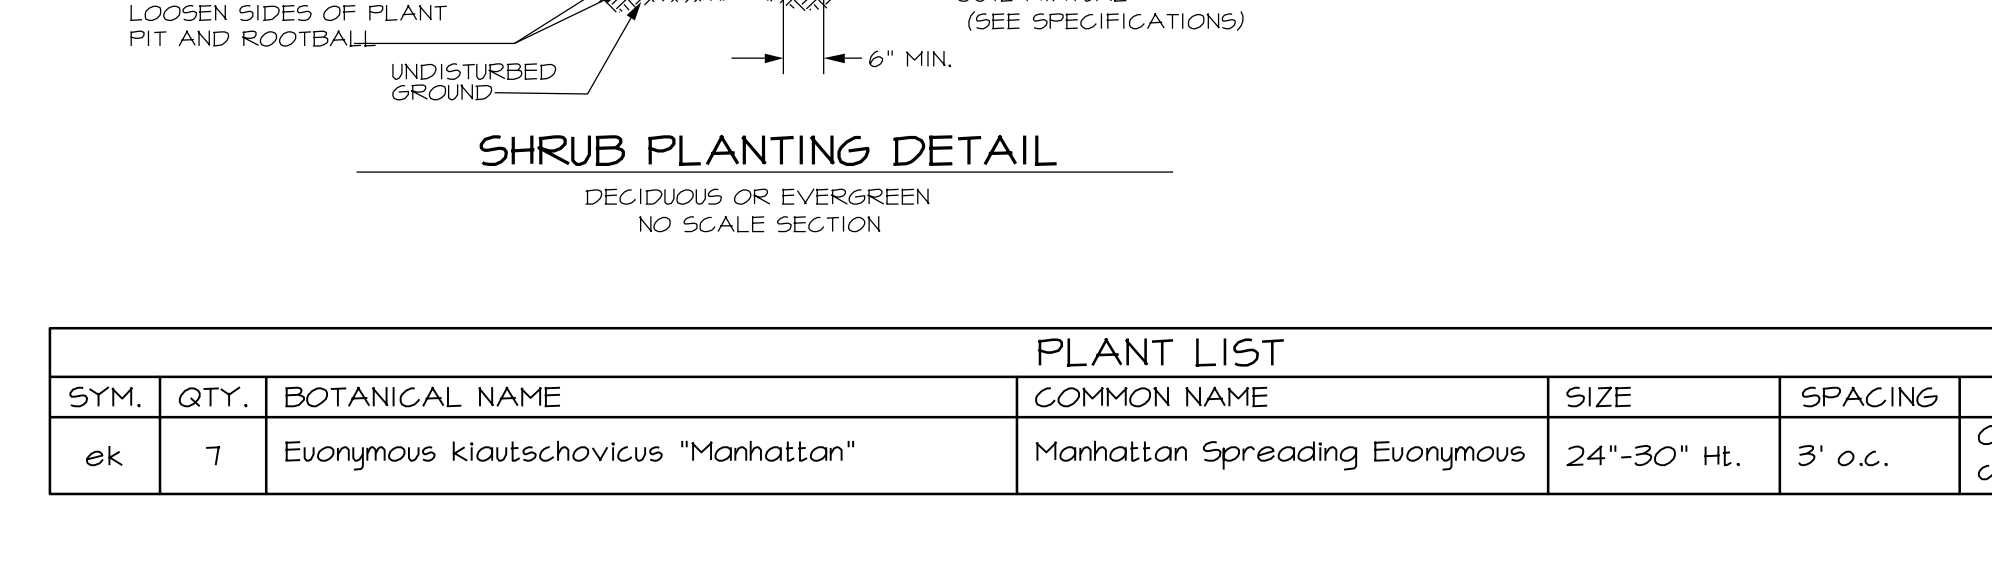 LOOSEN SIDES OF PLANT
PIT AND ROOTBALL
(SEE SPECIFICATIONS)
6" MIN.
UNDISTURBED
GROUND
SHRUB PLANTING DETAIL
DECIDUOUS OR EVERGREEN
NO SCALE SECTION
PLANT LIST
SYM. QTY. BOTANICAL NAME COMMON NAME SIZE SPACING
ek 7 Euonymous kiautschovicus "Manhattan" Manhattan Spreading Euonymous 24"-30" Ht. 3' o.c.